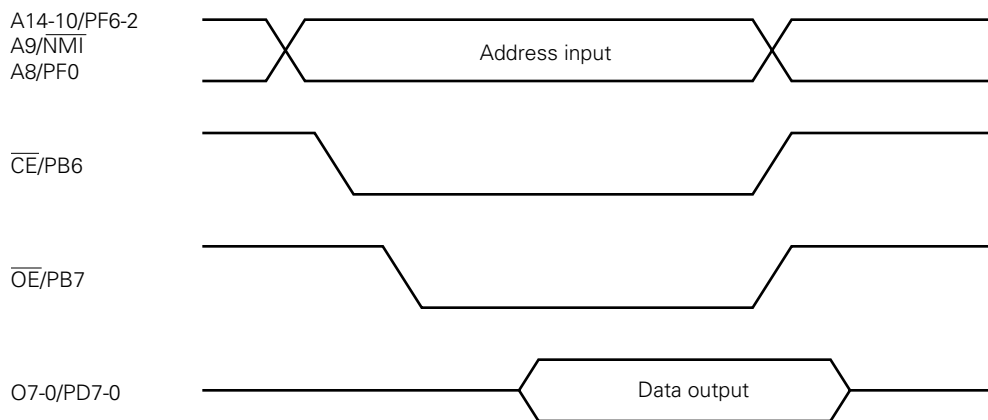 A14-10/PF6-2
A9/NMI
A8/PF0
Address input
CE/PB6
OE/PB7
O7-0/PD7-0
Data output